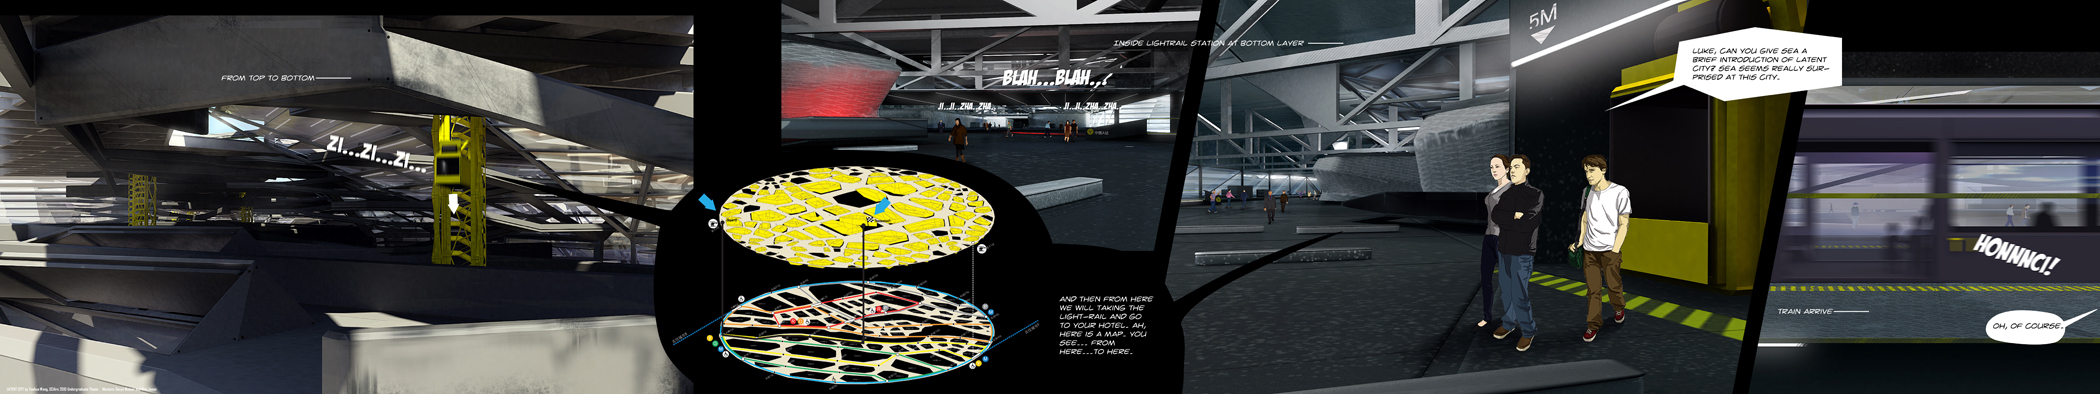 FROM TOP TO BOTTOM
ZI...ZI...ZI...
INSIDE LIGHTRAIL STATION AT BOTTOM LAYER
BLAH...BLAH...
JI..JI..ZHA..ZHA..
JI..JI..ZHA..ZHA..
AND THEN FROM HERE
WE WILL TAKING THE
LIGHT-RAIL AND GO
TO YOUR HOTEL. AH,
HERE IS A MAP. YOU
SEE... FROM
HERE...TO HERE.
5M
LUKE, CAN YOU GIVE SEA A
BRIEF INTRODUCTION OF LATENT
CITY? SEA SEEMS REALLY SUR-
PRISED AT THIS CITY.
HONNNCI!
TRAIN ARRIVE
OH, OF COURSE.